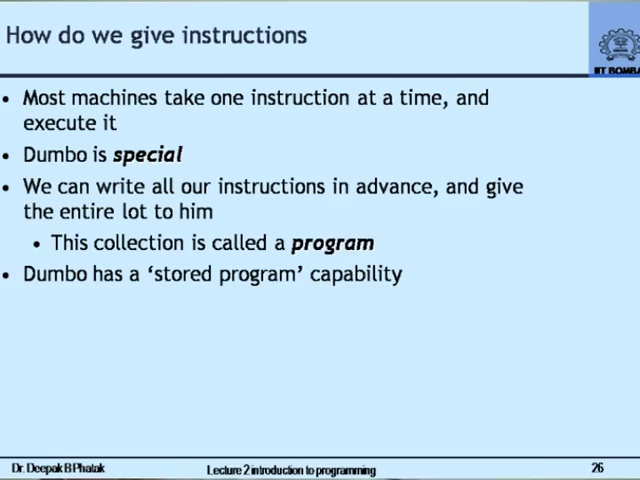 How do we give instructions
IIT BOMBA
• Most machines take one instruction at a time, and
execute it
• Dumbo is special
• We can write all our instructions in advance, and give
the entire lot to him
• This collection is called a program
• Dumbo has a ‘stored program’ capability
Dr. Deepak B Phatak
Lecture 2 introduction to programming
26